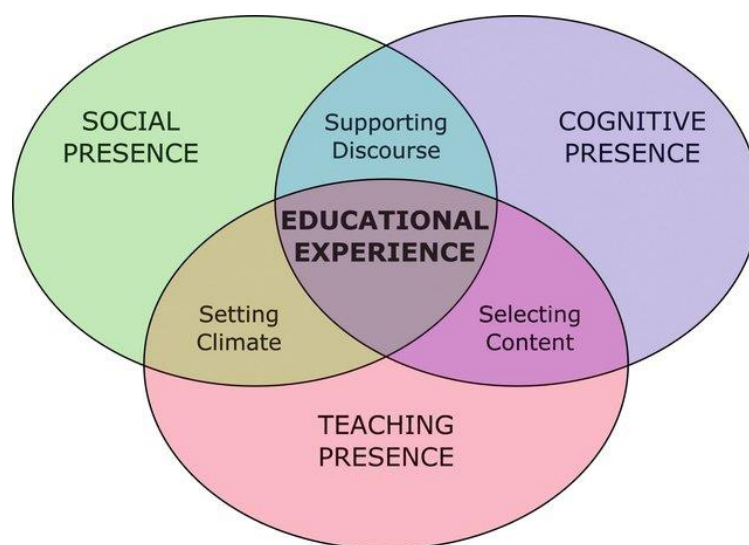 SOCIAL
PRESENCE
Supporting
Discourse
COGNITIVE
PRESENCE
EDUCATIONAL
EXPERIENCE
Setting
Climate
Selecting
Content
TEACHING
PRESENCE